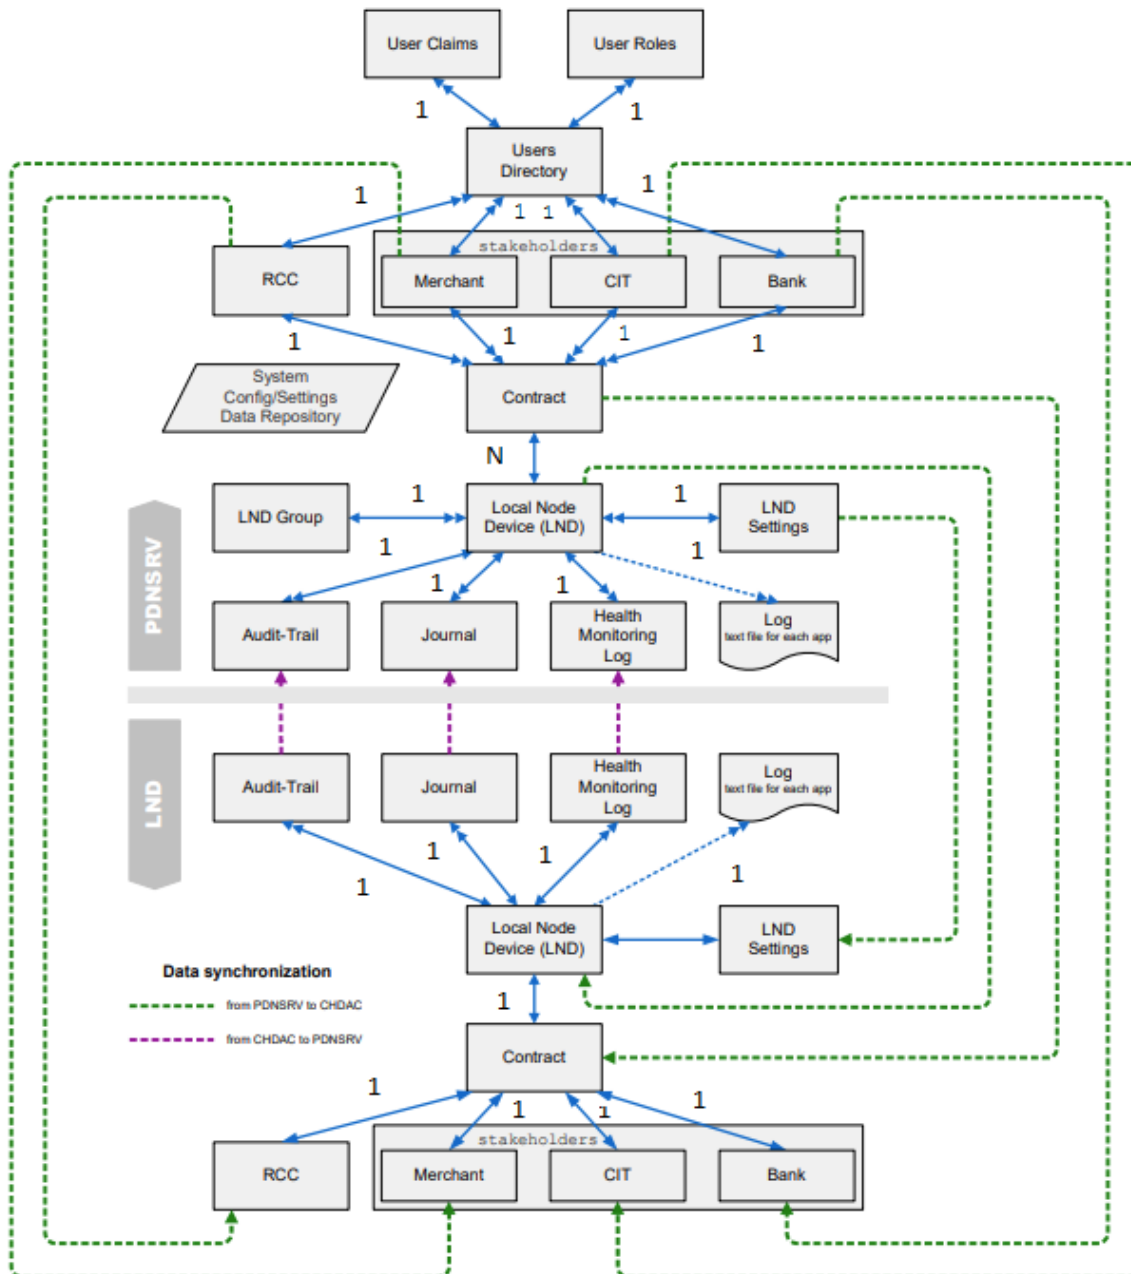 User Claims
User Roles
1
1
Users
Directory
1
1
1
1
stakeholders
RCC
Merchant
CIT
Bank
1
1
1
1
System
Config/Settings
Data Repository
Contract
N
PDNSRV
LND Group
1
Local Node
Device (LND)
1
LND
Settings
1
1
1
1
Audit-Trail
Journal
Health
Monitoring
Log
Log
text file for each app
LND
Audit-Trail
Journal
Health
Monitoring
Log
Log
text file for each app
1
1
1
1
Local Node
Device (LND)
LND
Settings
Data synchronization
from PDNSRV to CHDAC
from CHDAC to PDNSRV
1
Contract
1
1
1
1
stakeholders
RCC
Merchant
CIT
Bank